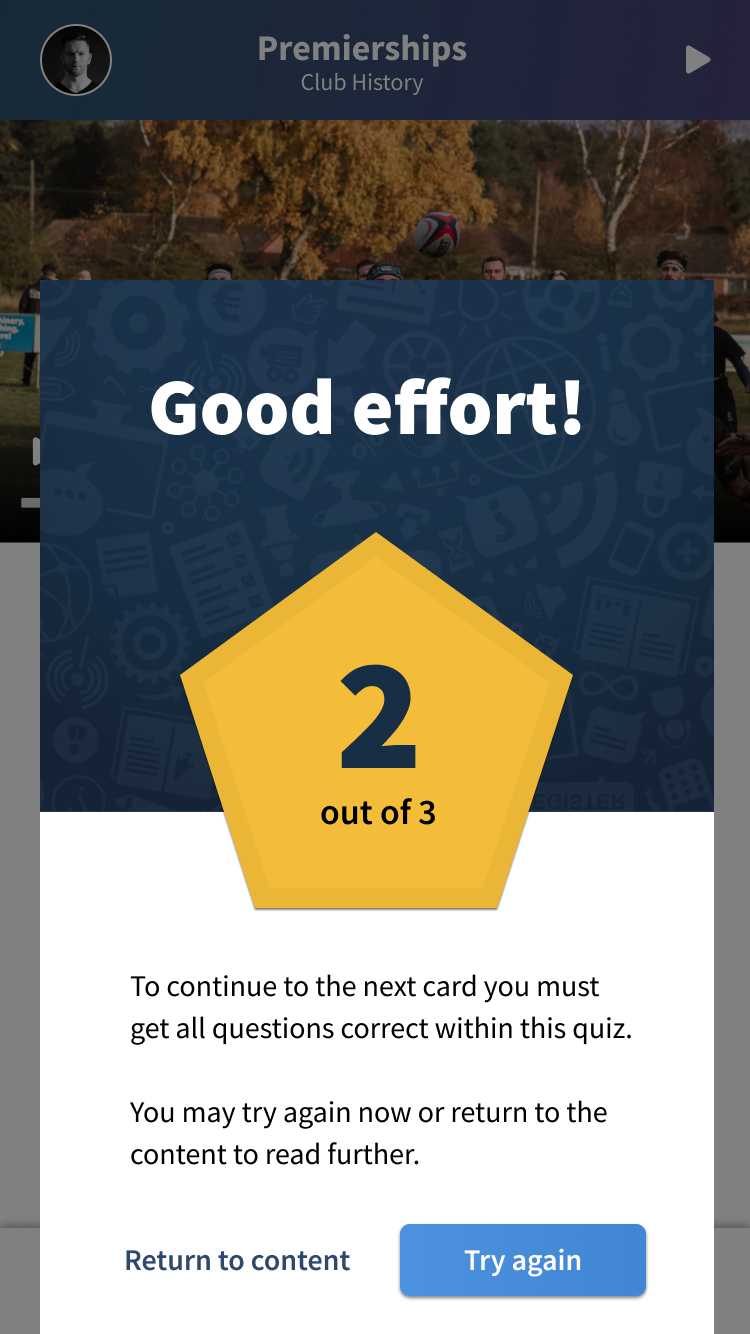 Premierships
Club History
Good effort!
2
out of 3
To continue to the next card you must
get all questions correct within this quiz.
You may try again now or return to the
content to read further.
Return to content
Try again